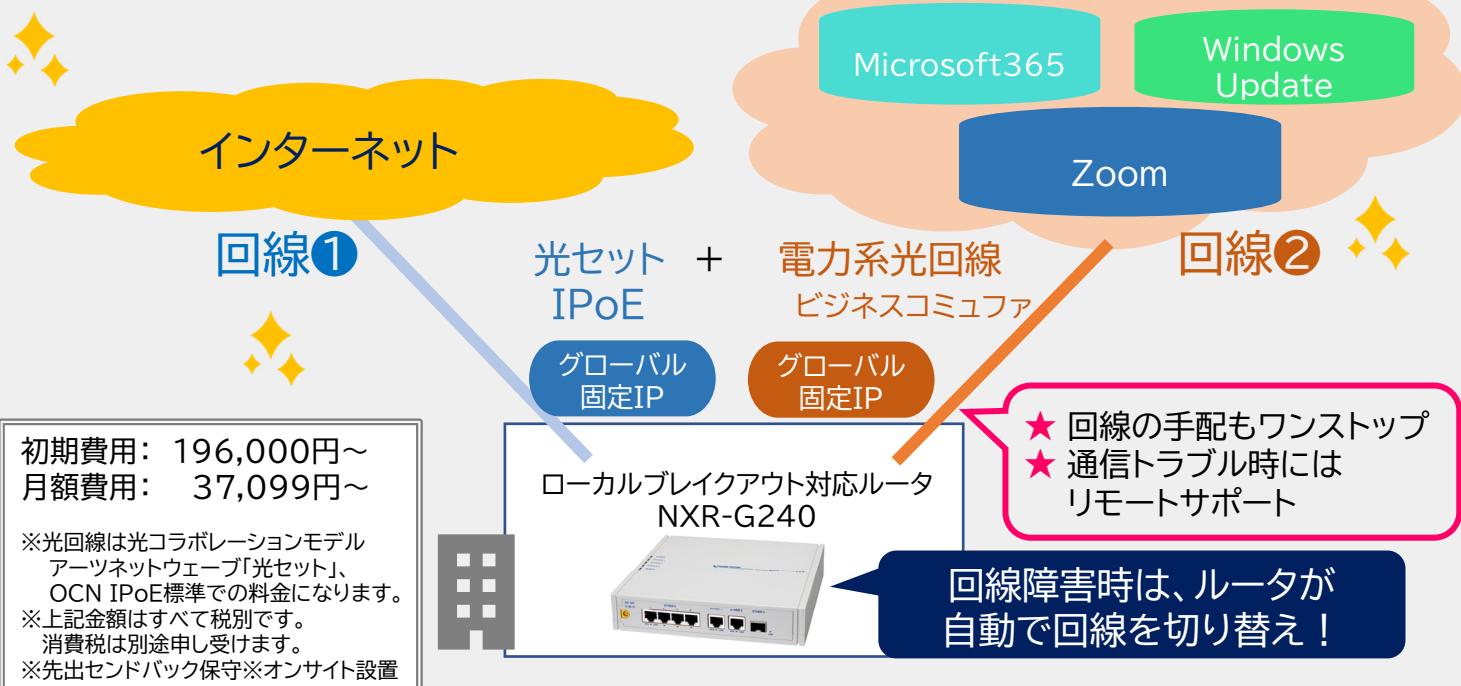 Microsoft365
Windows
Update
Zoom
インターネット
回線❶
光セット
IPoE
+
電力系光回線
ビジネスコミュファ
回線❷
グローバル
固定IP
グローバル
固定IP
★ 回線の手配もワンストップ
★ 通信トラブル時には
リモートサポート
初期費用： 196,000円～
月額費用： 37,099円～
※光回線は光コラボレーションモデル
アーツネットウェーブ「光セット」、
OCN IPoE標準での料金になります。
※上記金額はすべて税別です。
消費税は別途申し受けます。
※先出センドバック保守※オンサイト設置
ローカルブレイクアウト対応ルータ
NXR-G240
回線障害時は、ルータが
自動で回線を切り替え！